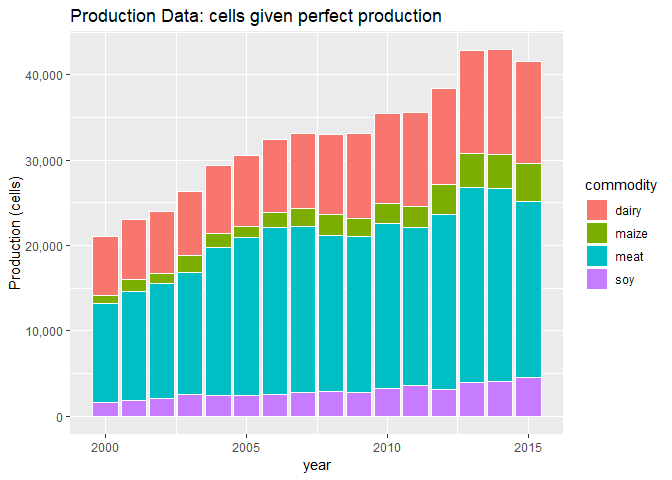 Production Data: cells given perfect production
40,000
30,000
20,000
10,000
0
Production (cells)
2000 2005 2010 2015
year
commodity
dairy
maize
meat
soy